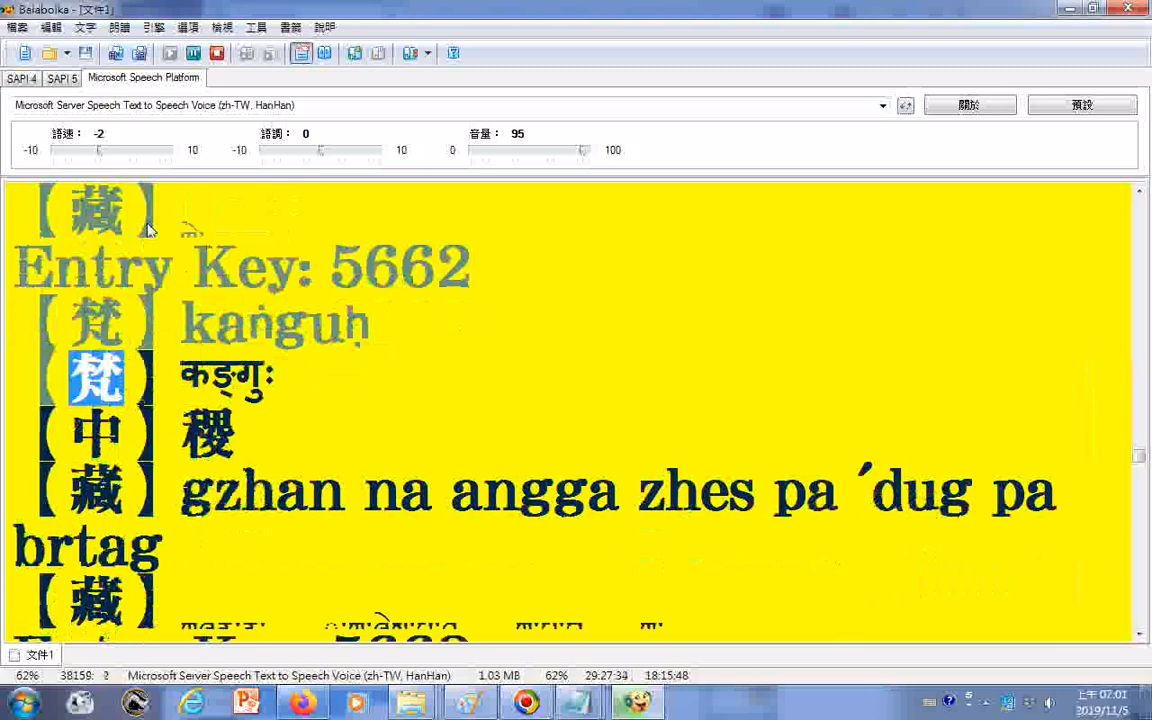 Balabolka - [文件1]
檔案 編輯 文字 朗讀 引擎 選項 檢視 工具 書籤 說明
SAPI 4 SAPI 5 Microsoft Speech Platform
Microsoft Server Speech Text to Speech Voice (zh-TW, HanHan) 關於 預設
語速： -2 語調： 0 音量： 95
-10 10 -10 10 0 100
【藏】
Entry Key: 5662
【梵】 kaṅguḥ
【梵】 कङ्गुः
【中】 稷
【藏】 gzhan na angga zhes pa ´dug pa
brtag
【藏】
文件1
62% 38159: 2 Microsoft Server Speech Text to Speech Voice (zh-TW, HanHan) 1.03 MB 62% 29:27:34 18:15:48
上午 07:01
2019/11/5